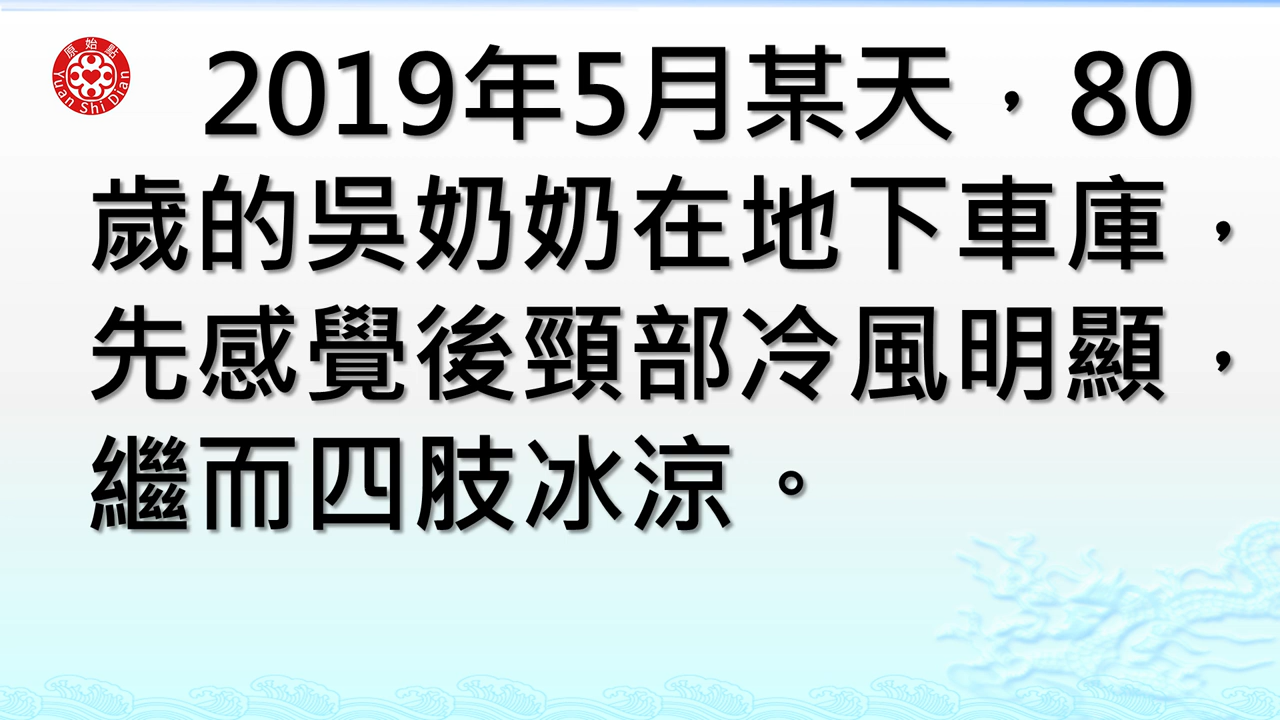 原始點
Yuan Shi Dian
2019年5月某天，80
歲的吳奶奶在地下車庫，
先感覺後頸部冷風明顯，
繼而四肢冰涼。